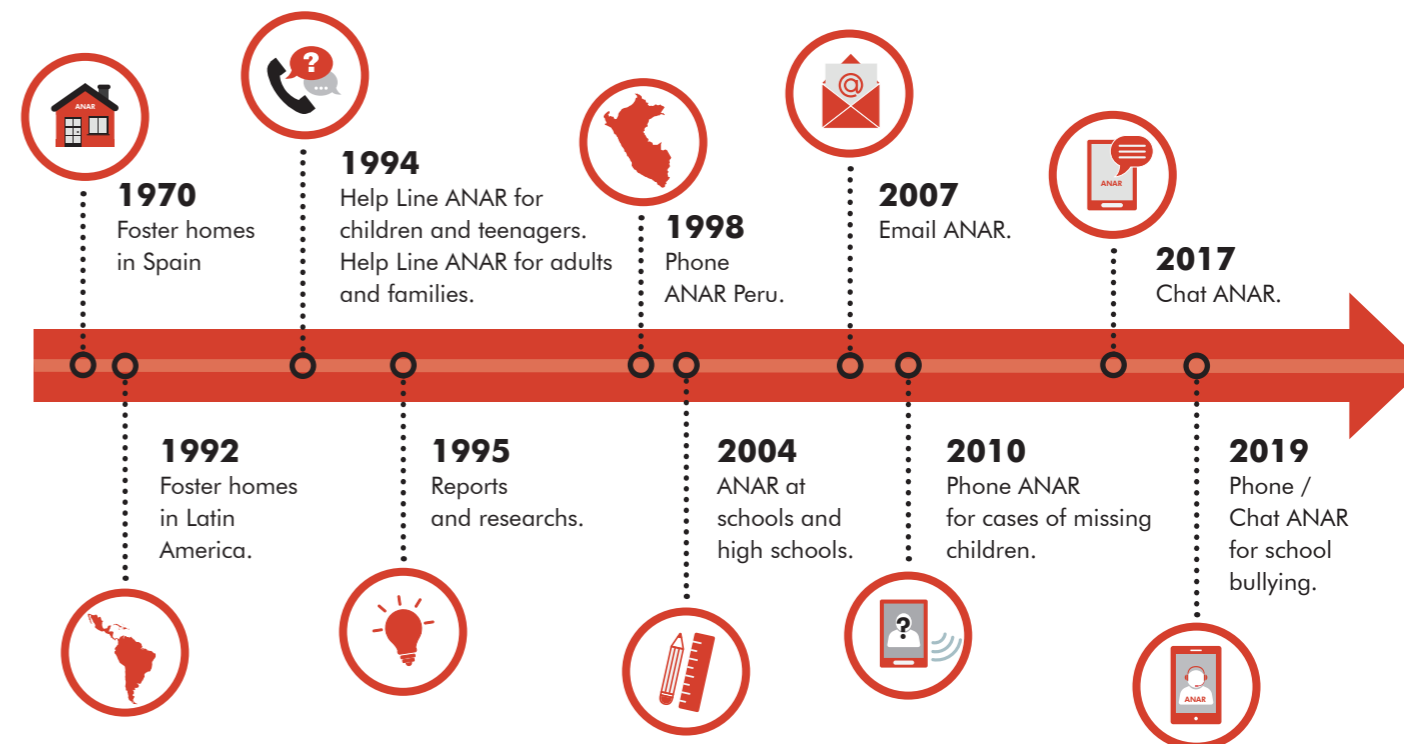 ANAR
1970
Foster homes
in Spain
?
...
1994
Help Line ANAR for
children and teenagers.
Help Line ANAR for adults
and families.
1998
Phone
ANAR Peru.
@
2007
Email ANAR.
ANAR
2017
Chat ANAR.
1992
Foster homes
in Latin
America.
1995
Reports
and researchs.
2004
ANAR at
schools and
high schools.
2010
Phone ANAR
for cases of missing
children.
?
2019
Phone /
Chat ANAR
for school
bullying.
ANAR